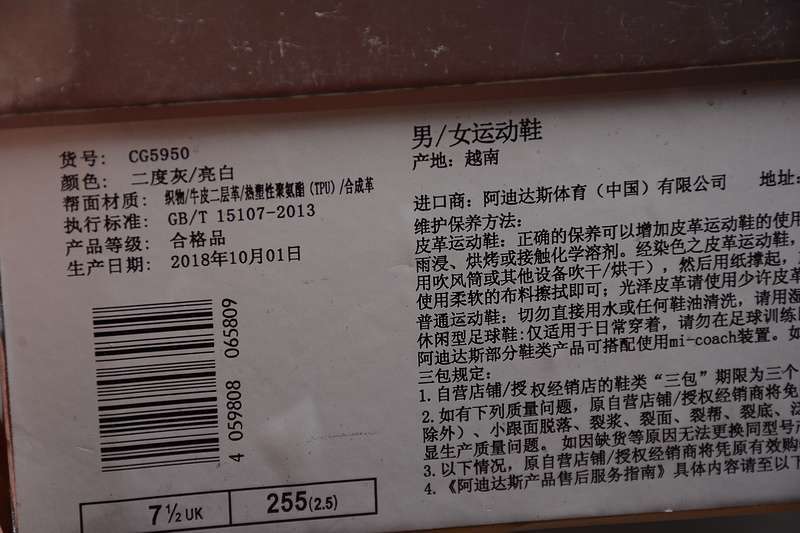 货号: CG5950
颜色: 二度灰/亮白
帮面材质: 织物/牛皮二层革/热塑性聚氨酯(TPU)/合成革
执行标准: GB/T 15107-2013
产品等级: 合格品
生产日期: 2018年10月01日
4 059808 065809
7½ UK
255(2.5)
男/女运动鞋
产地: 越南
进口商: 阿迪达斯体育(中国)有限公司 地址:
维护保养方法:
皮革运动鞋: 正确的保养可以增加皮革运动鞋的使用
雨浸、烘烤或接触化学溶剂。经染色之皮革运动鞋,
用吹风筒或其他设备吹干/烘干),然后用纸撑起,
使用柔软的布料擦拭即可; 光泽皮革请使用少许皮革
普通运动鞋: 切勿直接用水或任何鞋油清洗, 请用湿
休闲型足球鞋:仅适用于日常穿着, 请勿在足球训练
阿迪达斯部分鞋类产品可搭配使用mi-coach装置。如
三包规定:
1. 自营店铺/授权经销店的鞋类“三包”期限为三个
2. 如有下列质量问题, 原自营店铺/授权经销商将免
除外)、小跟面脱落、裂浆、裂面、裂帮、裂底、
显生产质量问题。如因缺货等原因无法更换同型号
3. 以下情况, 原自营店铺/授权经销商将凭原有效购
4. 《阿迪达斯产品售后服务指南》具体内容请至以下